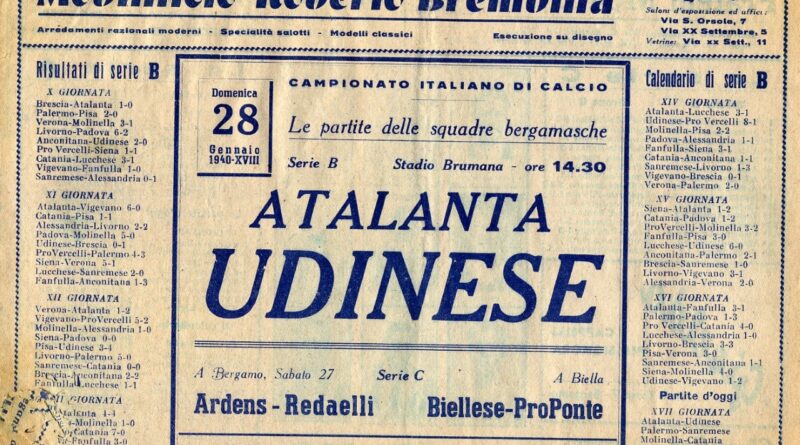 Mobilificio Roberto Bremonia
Arredamenti razionali moderni - Specialità salotti - Modelli classici Esecuzione su disegno
Saloni d'esposizione ed uffici:
Via S. Orsola, 7
Via XX Settembre, 5
Vetrine: Via xx Sett., 11
Risultati di serie B
X GIORNATA
Brescia-Atalanta 1-0
Palermo-Pisa 2-0
Verona-Molinella 3-1
Livorno-Padova 6-2
Anconitana-Udinese 2-0
Pro Vercelli-Siena 1-1
Catania-Lucchese 3-1
Vigevano-Fanfulla 1-0
Sanremese-Alessandria 0-1
XI GIORNATA
Atalanta-Vigevano 6-0
Catania-Pisa 1-1
Alessandria-Livorno 2-2
Padova-Molinella 5-0
Udinese-Brescia 0-1
ProVercelli-Palermo 4-3
Siena-Verona 5-1
Lucchese-Sanremese 2-0
Fanfulla-Anconitana 1-3
XII GIORNATA
Verona-Atalanta 1-2
Vigevano-ProVercelli 5-2
Molinella-Alessandria 1-0
Siena-Padova 0-0
Pisa-Udinese 3-4
Livorno-Palermo 5-0
Sanremese-Catania 0-0
Brescia-Anconitana 2-2
Fanfulla-Lucchese 1-1
GIORNATA
Atalanta 4-4
Domenica
28
Gennaio
1940-XVIII
CAMPIONATO ITALIANO DI CALCIO
Le partite delle squadre bergamasche
Serie B Stadio Brumana - ore 14.30
ATALANTA
UDINESE
A Bergamo, Sabato 27 Serie C A Biella
Ardens - Redaelli Biellese-ProPonte
Calendario di serie B
XIV GIORNATA
Atalanta-Lucchese 3-1
Udinese-Pro Vercelli 8-1
Molinella-Pisa 2-2
Padova-Alessandria 1-1
Fanfulla-Siena 3-1
Catania-Anconitana 1-1
Sanremese-Livorno 1-3
Vigevano-Brescia 0-1
Verona-Palermo 2-0
XV GIORNATA
Siena-Atalanta 1-2
Catania-Padova 1-2
ProVercelli-Molinella 3-2
Fanfulla-Pisa 3-0
Lucchese-Udinese 6-0
Anconitana-Palermo 2-1
Brescia-Sanremese 1-0
Livorno-Vigevano 3-1
Alessandria-Verona 2-0
XVI GIORNATA
Atalanta-Fanfulla 3-1
Palermo-Padova 1-3
ProVercelli-Catania 4-0
Livorno-Brescia 3-3
Pisa-Verona 3-0
Sanremese-Anconitana 1-1
Molinella-Siena 4-0
Udinese-Vigevano 1-2
Partite d'oggi
XVII GIORNATA
Atalanta-Udinese
Palermo-Sanremese